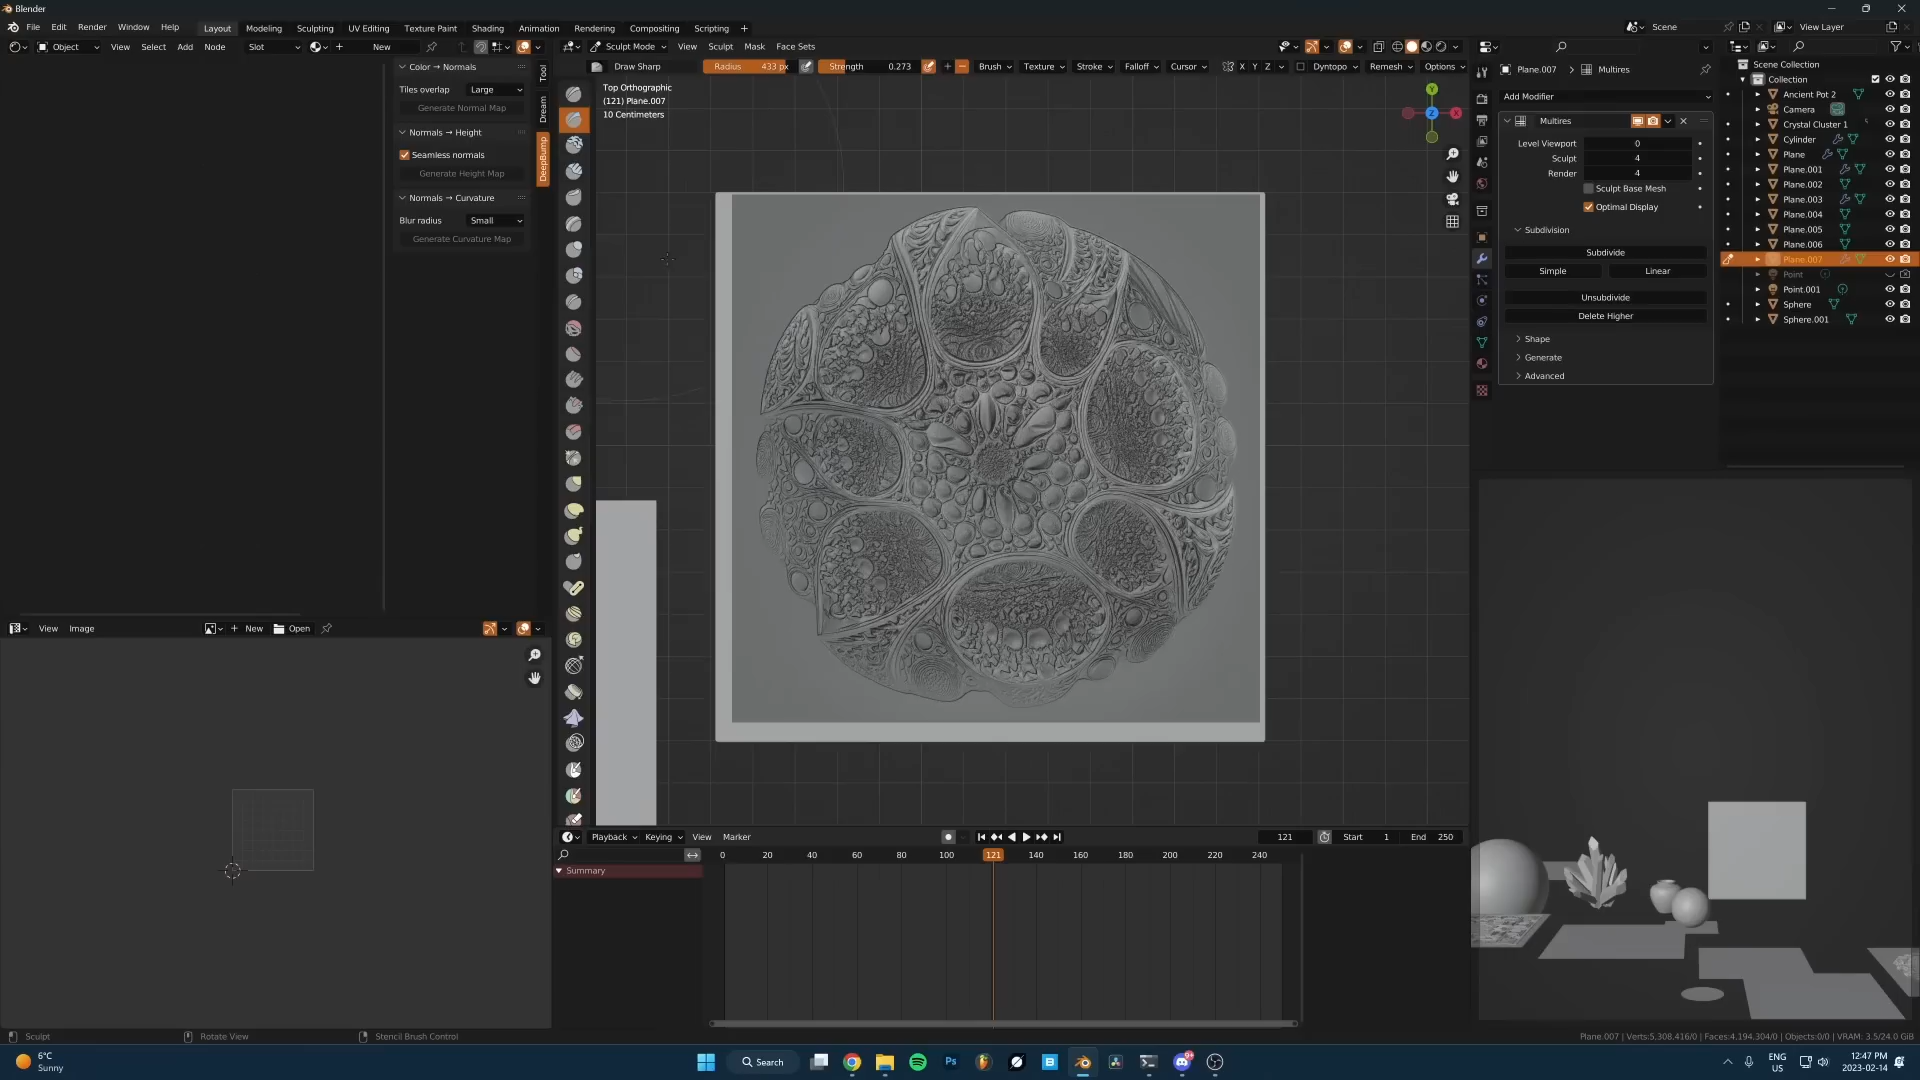 Blender
File Edit Render Window Help Layout Modeling Sculpting UV Editing Texture Paint Shading Animation Rendering Compositing Scripting + Scene View Layer
Object View Select Add Node Slot New
Sculpt Mode View Sculpt Mask Face Sets
Draw Sharp Radius 433 px Strength 0.273 Brush Texture Stroke Falloff Cursor X Y Z Dyntopo Remesh Options
Color → Normals
Tiles overlap Large
Generate Normal Map
Normals → Height
Seamless normals
Generate Height Map
Normals → Curvature
Blur radius Small
Generate Curvature Map
Tool
Dream
DeepBump
Top Orthographic
(121) Plane.007
10 Centimeters
Y
Z
X
Plane.007 Multires
Add Modifier
Multires
Level Viewport 0
Sculpt 4
Render 4
Sculpt Base Mesh
Optimal Display
Subdivision
Subdivide
Simple Linear
Unsubdivide
Delete Higher
Shape
Generate
Advanced
Scene Collection
Collection
Ancient Pot 2
Camera
Crystal Cluster 1
Cylinder
Plane
Plane.001
Plane.002
Plane.003
Plane.004
Plane.005
Plane.006
Plane.007
Point
Point.001
Sphere
Sphere.001
View Image New Open
Playback Keying View Marker 121 Start 1 End 250
0 20 40 60 80 100 121 140 160 180 200 220 240
Summary
Sculpt Rotate View Stencil Brush Control
Plane.007 | Verts:5,308,416/0 | Faces:4,194,304/0 | Objects:0/0 | VRAM: 3.5/24.0 GiB
6°C
Sunny
Search
Ps
ENG
US
12:47 PM
2023-02-14